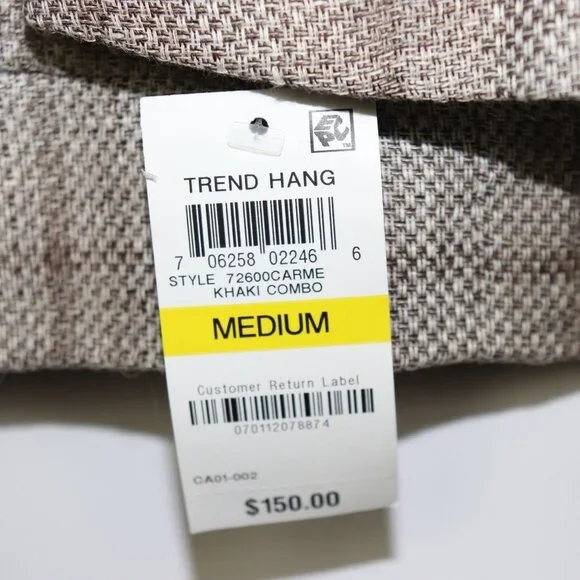 EPC™
TREND HANG
7 06258 02246 6
STYLE 72600CARME
KHAKI COMBO
MEDIUM
Customer Return Label
070112078874
CA01-002
$150.00